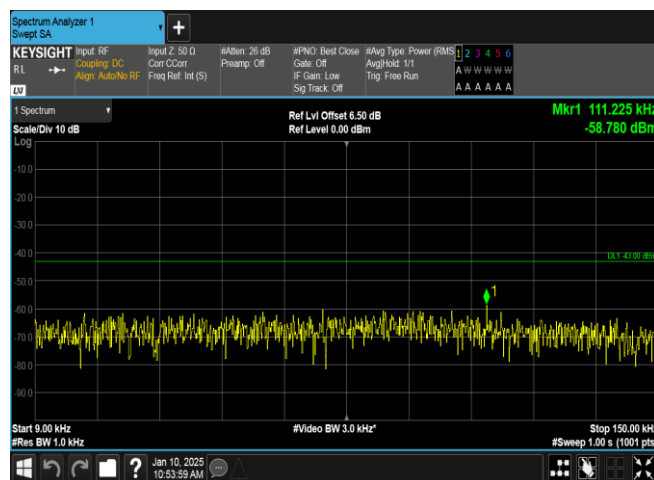 Spectrum Analyzer 1
Swept SA
+
KEYSIGHT
RL
LXI
Input: RF
Coupling: DC
Align: Auto/No RF
Input Z: 50 Ω
Corr CCorr
Freq Ref: Int (S)
#Atten: 26 dB
Preamp: Off
#PNO: Best Close
Gate: Off
IF Gain: Low
Sig Track: Off
#Avg Type: Power (RMS
Avg|Hold: 1/1
Trig: Free Run
1 2 3 4 5 6
A W W W W W
A A A A A A
1 Spectrum
Scale/Div 10 dB
Log
Ref Lvl Offset 6.50 dB
Ref Level 0.00 dBm
Mkr1 111.225 kHz
-58.780 dBm
-10.0
-20.0
-30.0
-40.0
-50.0
-60.0
-70.0
-80.0
-90.0
DL1 -43.00 dBm
1
Start 9.00 kHz
#Res BW 1.0 kHz
#Video BW 3.0 kHz*
Stop 150.00 kHz
#Sweep 1.00 s (1001 pts
?
Jan 10, 2025
10:53:59 AM